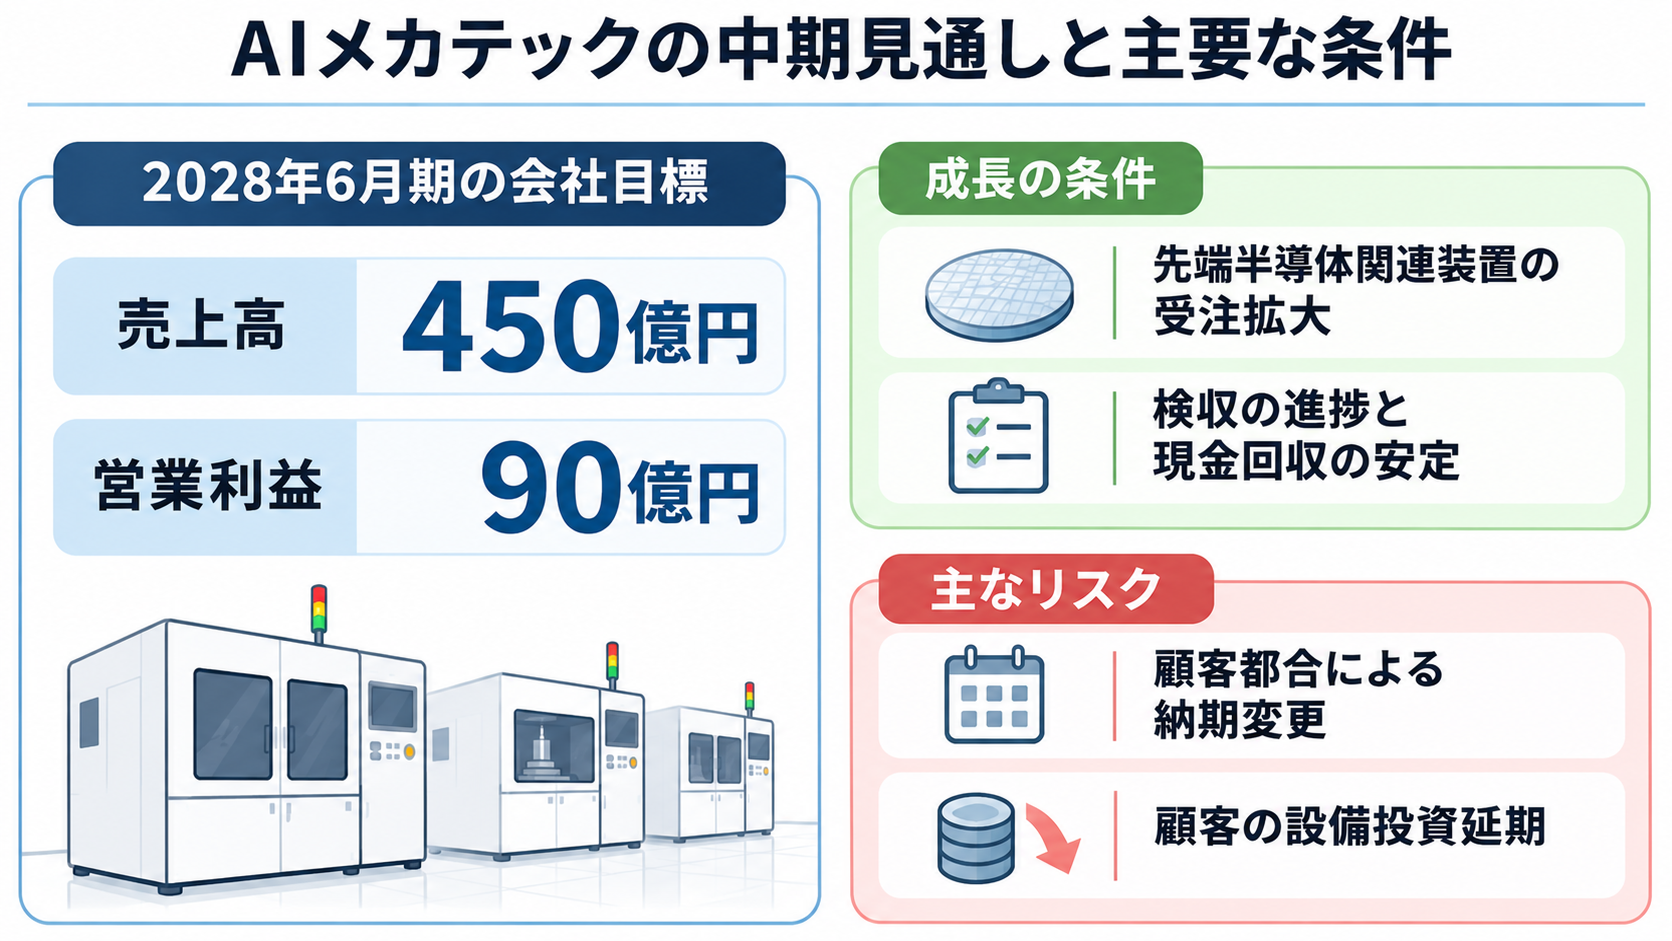 AIメカテックの中期見通しと主要な条件
2028年6月期の会社目標
売上高
450億円
営業利益
90億円
成長の条件
先端半導体関連装置の
受注拡大
検収の進捗と
現金回収の安定
主なリスク
顧客都合による
納期変更
顧客の設備投資延期